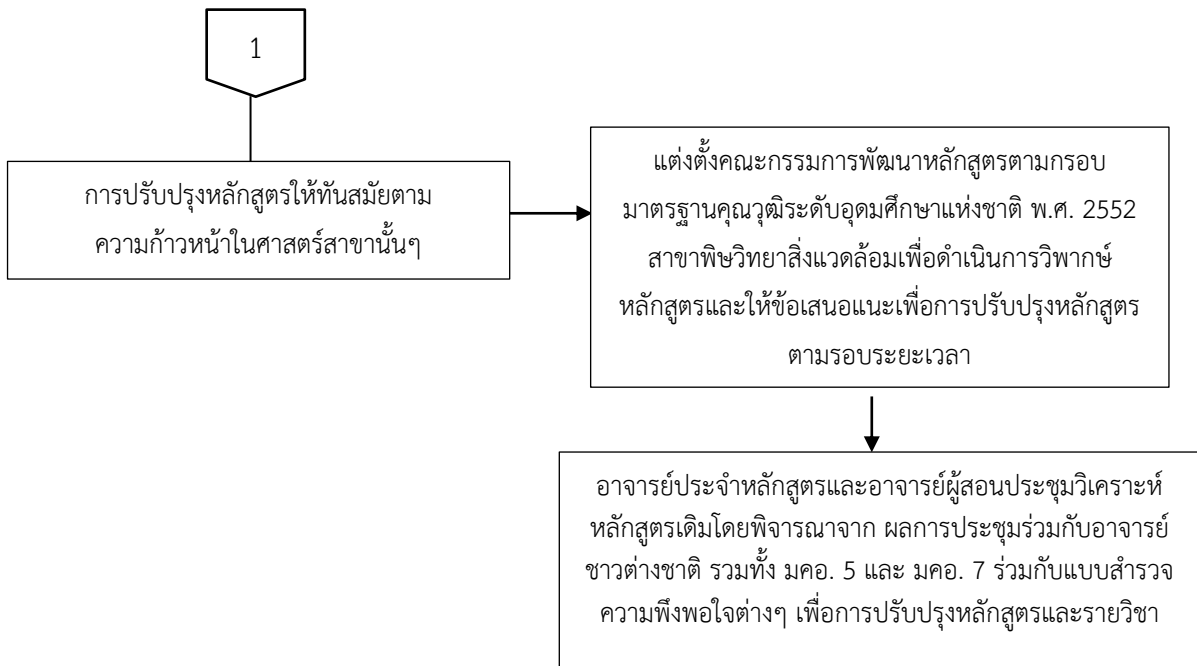 1
การปรับปรุงหลักสูตรให้ทันสมัยตาม
ความก้าวหน้าในศาสตร์สาขานั้นๆ
แต่งตั้งคณะกรรมการพัฒนาหลักสูตรตามกรอบ
มาตรฐานคุณวุฒิระดับอุดมศึกษาแห่งชาติ พ.ศ. 2552
สาขาพิษวิทยาสิ่งแวดล้อมเพื่อดำเนินการวิพากษ์
หลักสูตรและให้ข้อเสนอแนะเพื่อการปรับปรุงหลักสูตร
ตามรอบระยะเวลา
อาจารย์ประจำหลักสูตรและอาจารย์ผู้สอนประชุมวิเคราะห์
หลักสูตรเดิมโดยพิจารณาจาก ผลการประชุมร่วมกับอาจารย์
ชาวต่างชาติ รวมทั้ง มคอ. 5 และ มคอ. 7 ร่วมกับแบบสำรวจ
ความพึงพอใจต่างๆ เพื่อการปรับปรุงหลักสูตรและรายวิชา